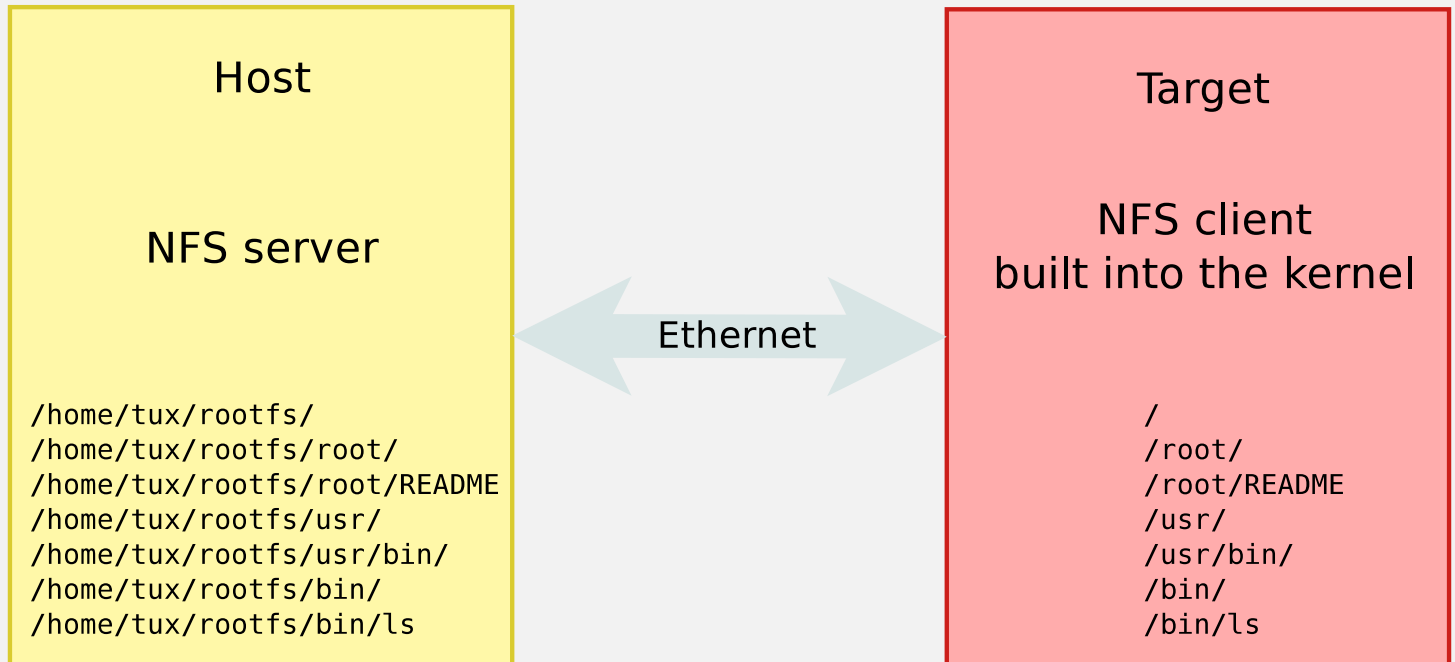 Host
NFS server
/home/tux/rootfs/
/home/tux/rootfs/root/
/home/tux/rootfs/root/README
/home/tux/rootfs/usr/
/home/tux/rootfs/usr/bin/
/home/tux/rootfs/bin/
/home/tux/rootfs/bin/ls
Ethernet
Target
NFS client
built into the kernel
/
/root/
/root/README
/usr/
/usr/bin/
/bin/
/bin/ls